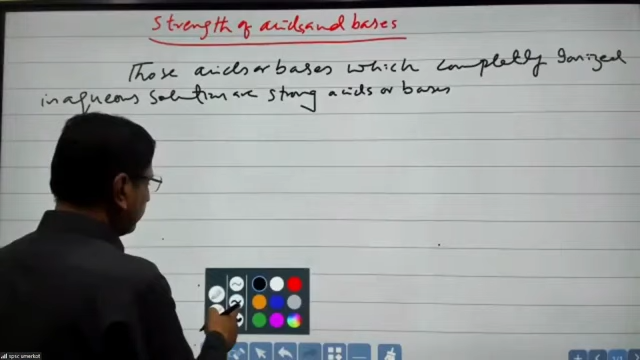 Strength of acids and bases
Those acids or bases which completly Ionized
in aqueous solution are strong acids or bases